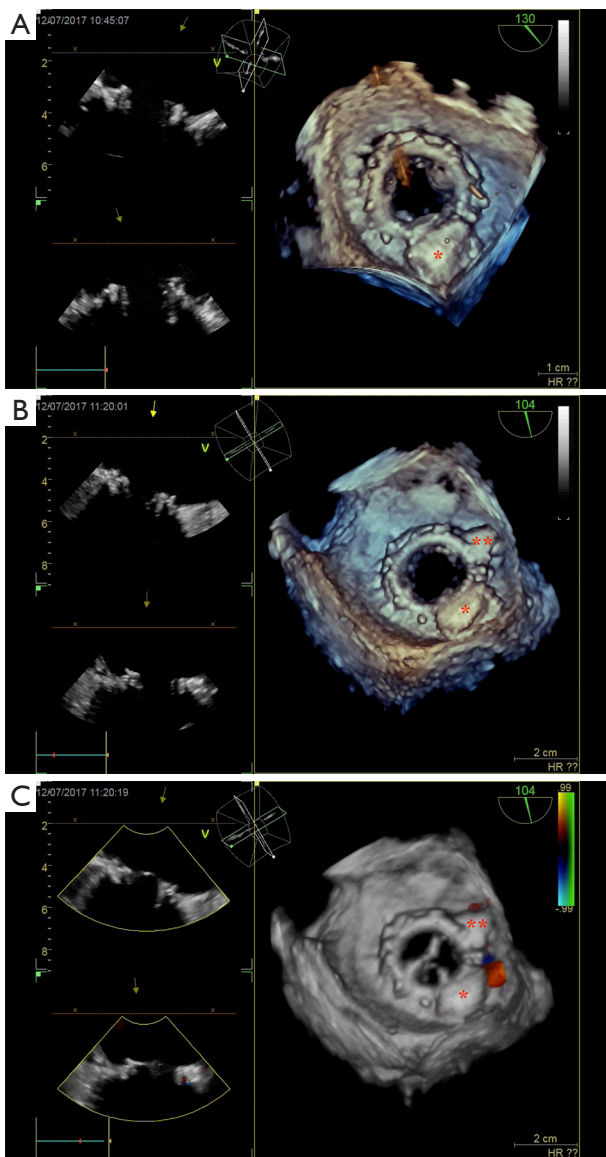 A
12/07/2017 10:45:07
V
130
2
4
6
x x
*
x x
1 cm
HR ??
B
12/07/2017 11:20:01
V
104
2
4
6
8
x x
**
*
x x
2 cm
HR ??
C
12/07/2017 11:20:19
V
104
.99
-.99
2
4
6
8
x x
**
*
x x
2 cm
HR ??